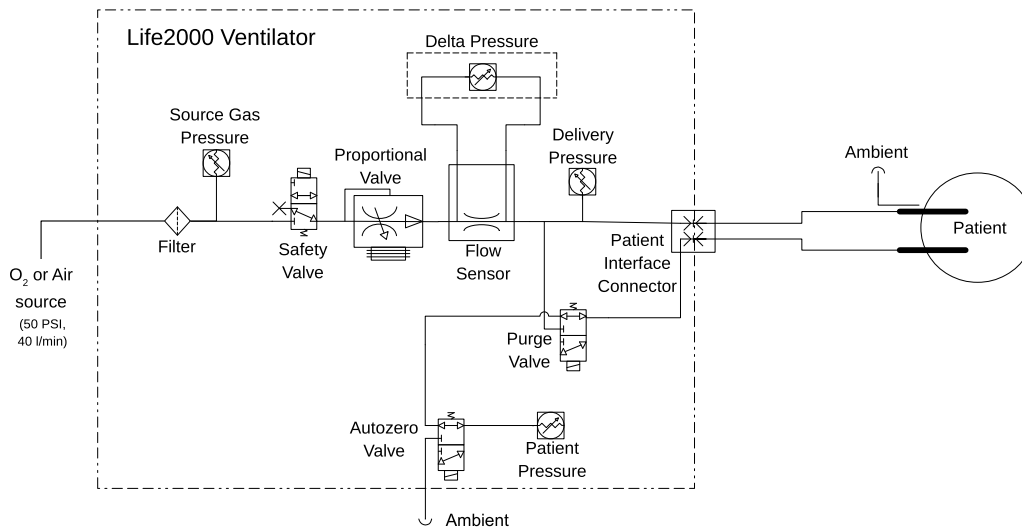 Life2000 Ventilator
Delta Pressure
Source Gas
Pressure
Proportional
Valve
Delivery
Pressure
Ambient
Filter
Safety
Valve
Flow
Sensor
Patient
Interface
Connector
Patient
O2 or Air
source
(50 PSI,
40 l/min)
Purge
Valve
Autozero
Valve
Patient
Pressure
Ambient